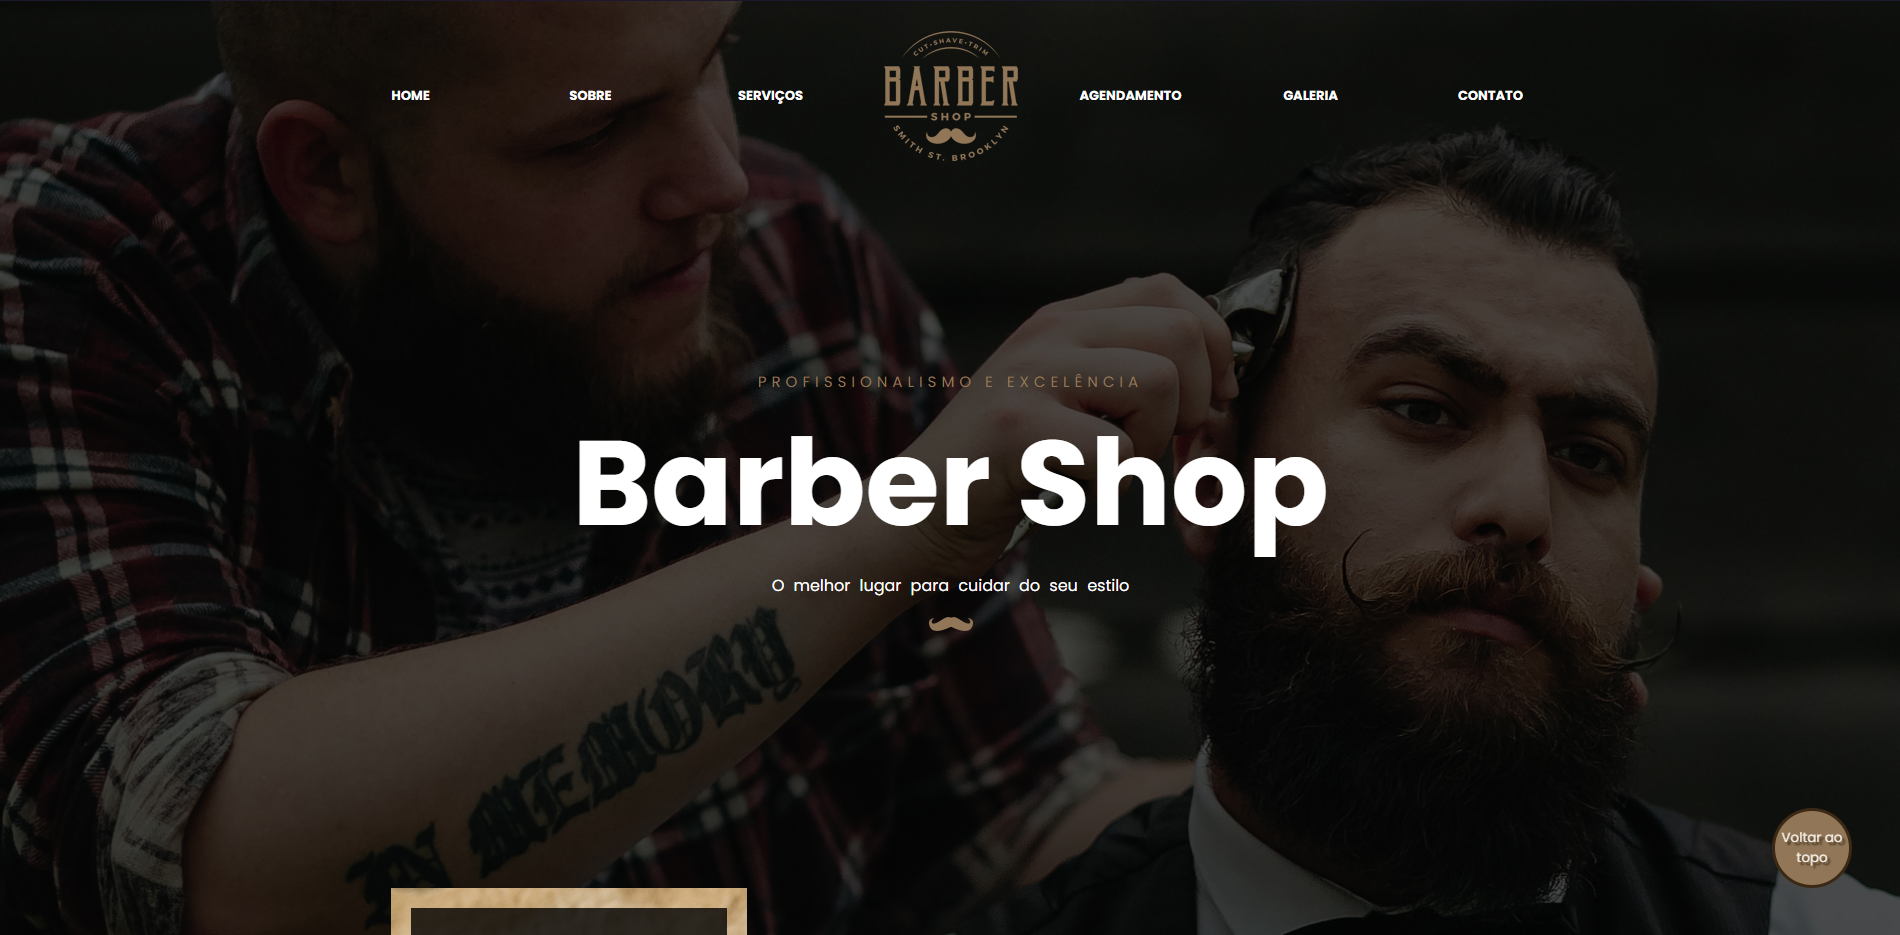 HOME
SOBRE
SERVIÇOS
CUT·SHAVE·TRIM
BARBER
SHOP
SMITH ST. BROOKLYN
AGENDAMENTO
GALERIA
CONTATO
PROFISSIONALISMO E EXCELÊNCIA
Barber Shop
O melhor lugar para cuidar do seu estilo
IN MEMORY
Voltar ao
topo